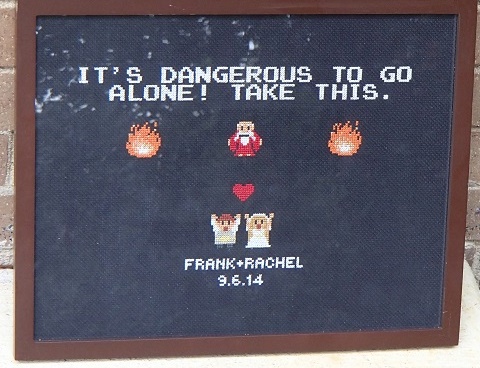 IT'S DANGEROUS TO GO
ALONE! TAKE THIS.
FRANK+RACHEL
9.6.14